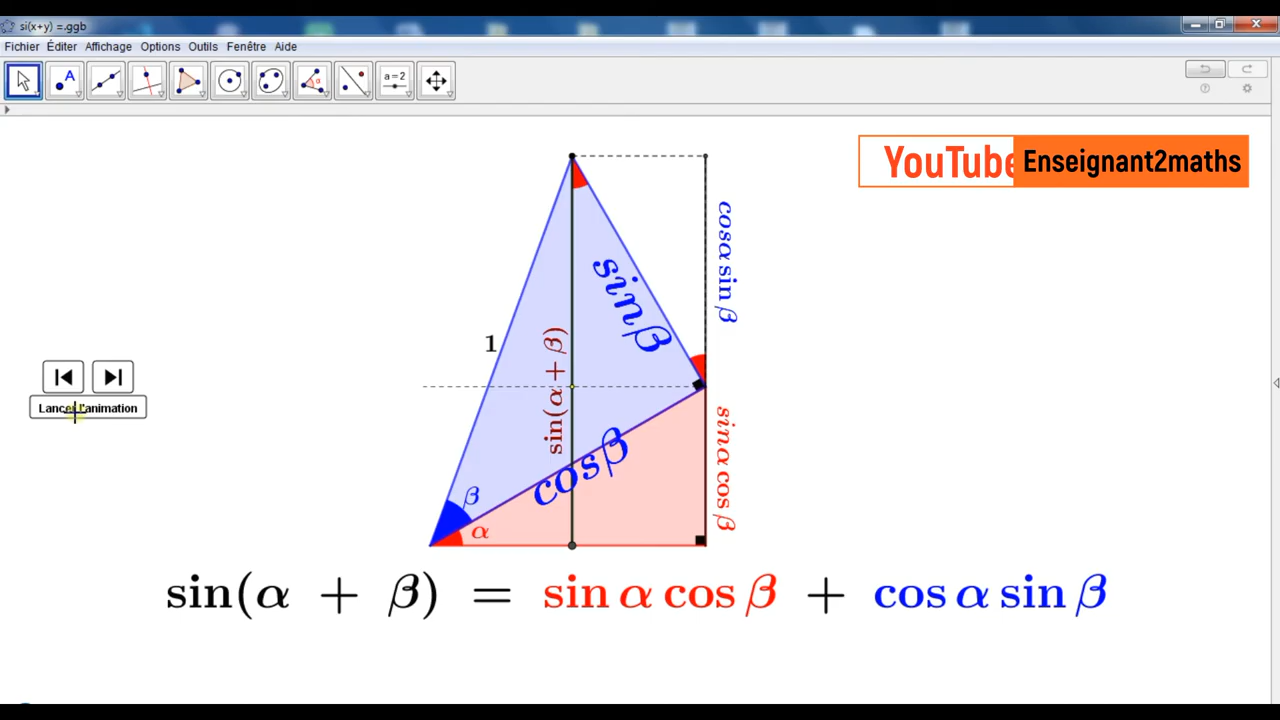 si(x+y) =.ggb
Fichier Éditer Affichage Options Outils Fenêtre Aide
A
α
a = 2
YouTube Enseignant2maths
cosα sin β
sinβ
1
sin(α + β)
Lancer l'animation
sinα cos β
cosβ
β
α
sin(α + β) = sin α cos β + cos α sin β